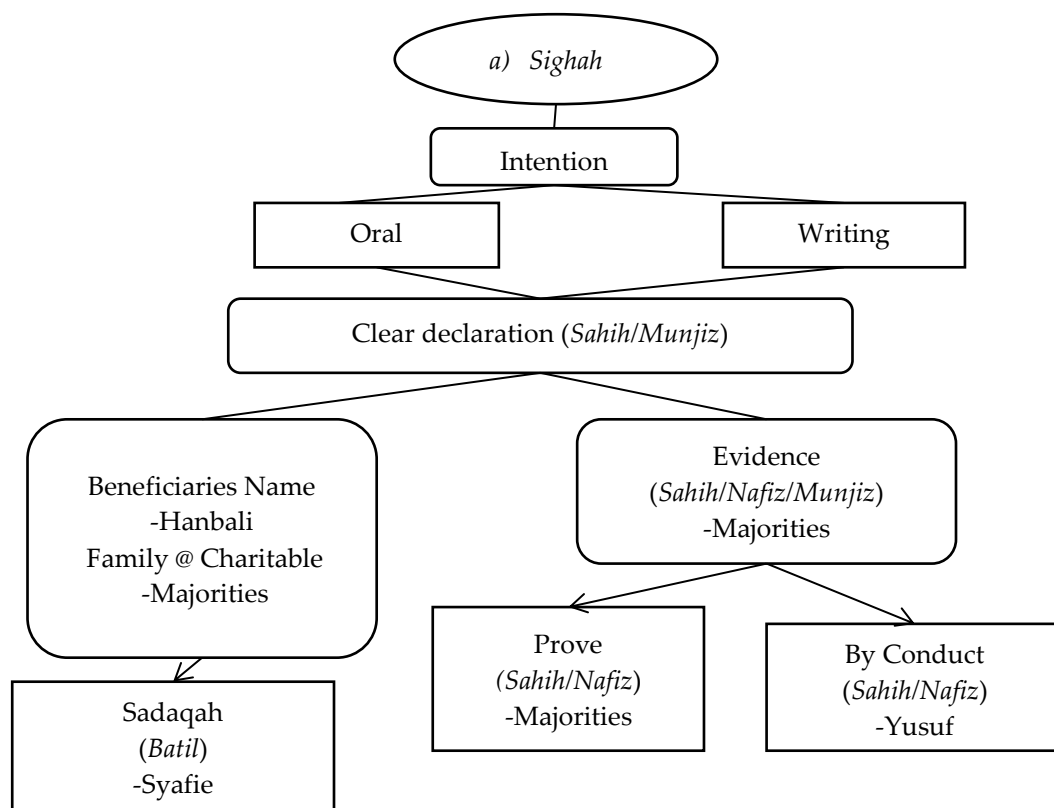 a) Sighah
Intention
Oral
Writing
Clear declaration (Sahih/Munjiz)
Beneficiaries Name
-Hanbali
Family @ Charitable
-Majorities
Evidence
(Sahih/Nafiz/Munjiz)
-Majorities
Sadaqah
(Batil)
-Syafie
Prove
(Sahih/Nafiz)
-Majorities
By Conduct
(Sahih/Nafiz)
-Yusuf